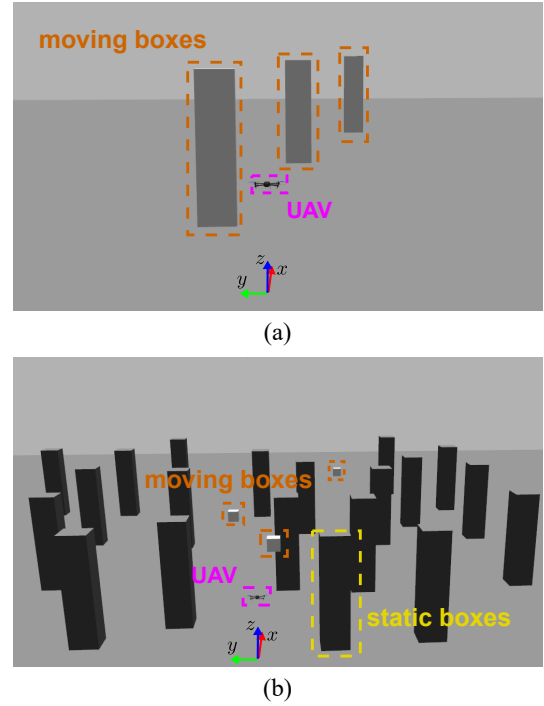 moving boxes
UAV
z
x
y
(a)
moving boxes
UAV
static boxes
z
x
y
(b)